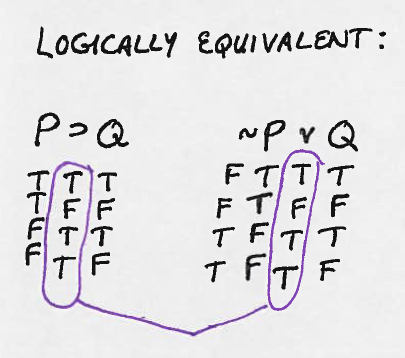 LOGICALLY EQUIVALENT:
P ⊃ Q ~P v Q
T T T F T T T
T F F F T F F
F T T T F T T
F T F T F T F